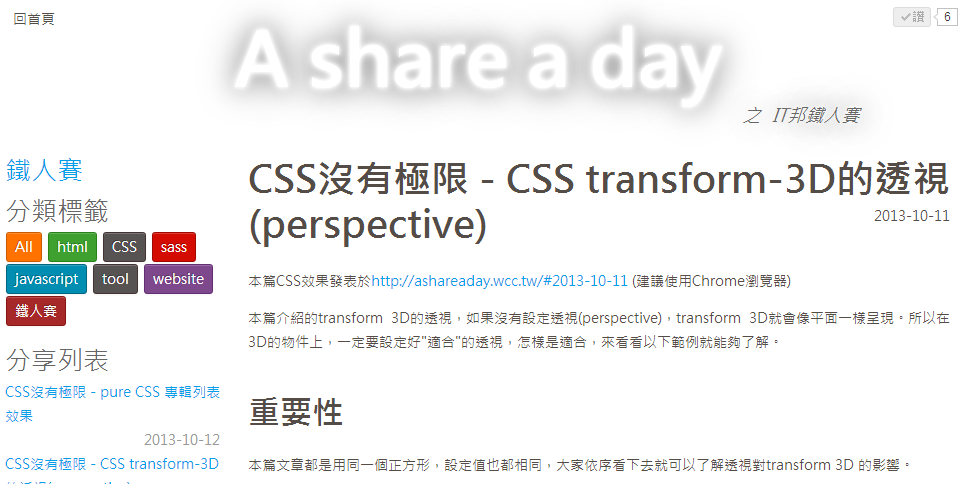 回首頁
讚 6
A share a day
之 IT邦鐵人賽
鐵人賽
分類標籤
All html CSS sass
javascript tool website
鐵人賽
分享列表
CSS沒有極限 - pure CSS 專輯列表
效果
2013-10-12
CSS沒有極限 - CSS transform-3D
CSS沒有極限 - CSS transform-3D的透視
(perspective)
2013-10-11
本篇CSS效果發表於http://ashareaday.wcc.tw/#2013-10-11 (建議使用Chrome瀏覽器)
本篇介紹的transform 3D的透視，如果沒有設定透視(perspective)，transform 3D就會像平面一樣呈現。所以在
3D的物件上，一定要設定好"適合"的透視，怎樣是適合，來看看以下範例就能夠了解。
重要性
本篇文章都是用同一個正方形，設定值也都相同，大家依序看下去就可以了解透視對transform 3D 的影響。